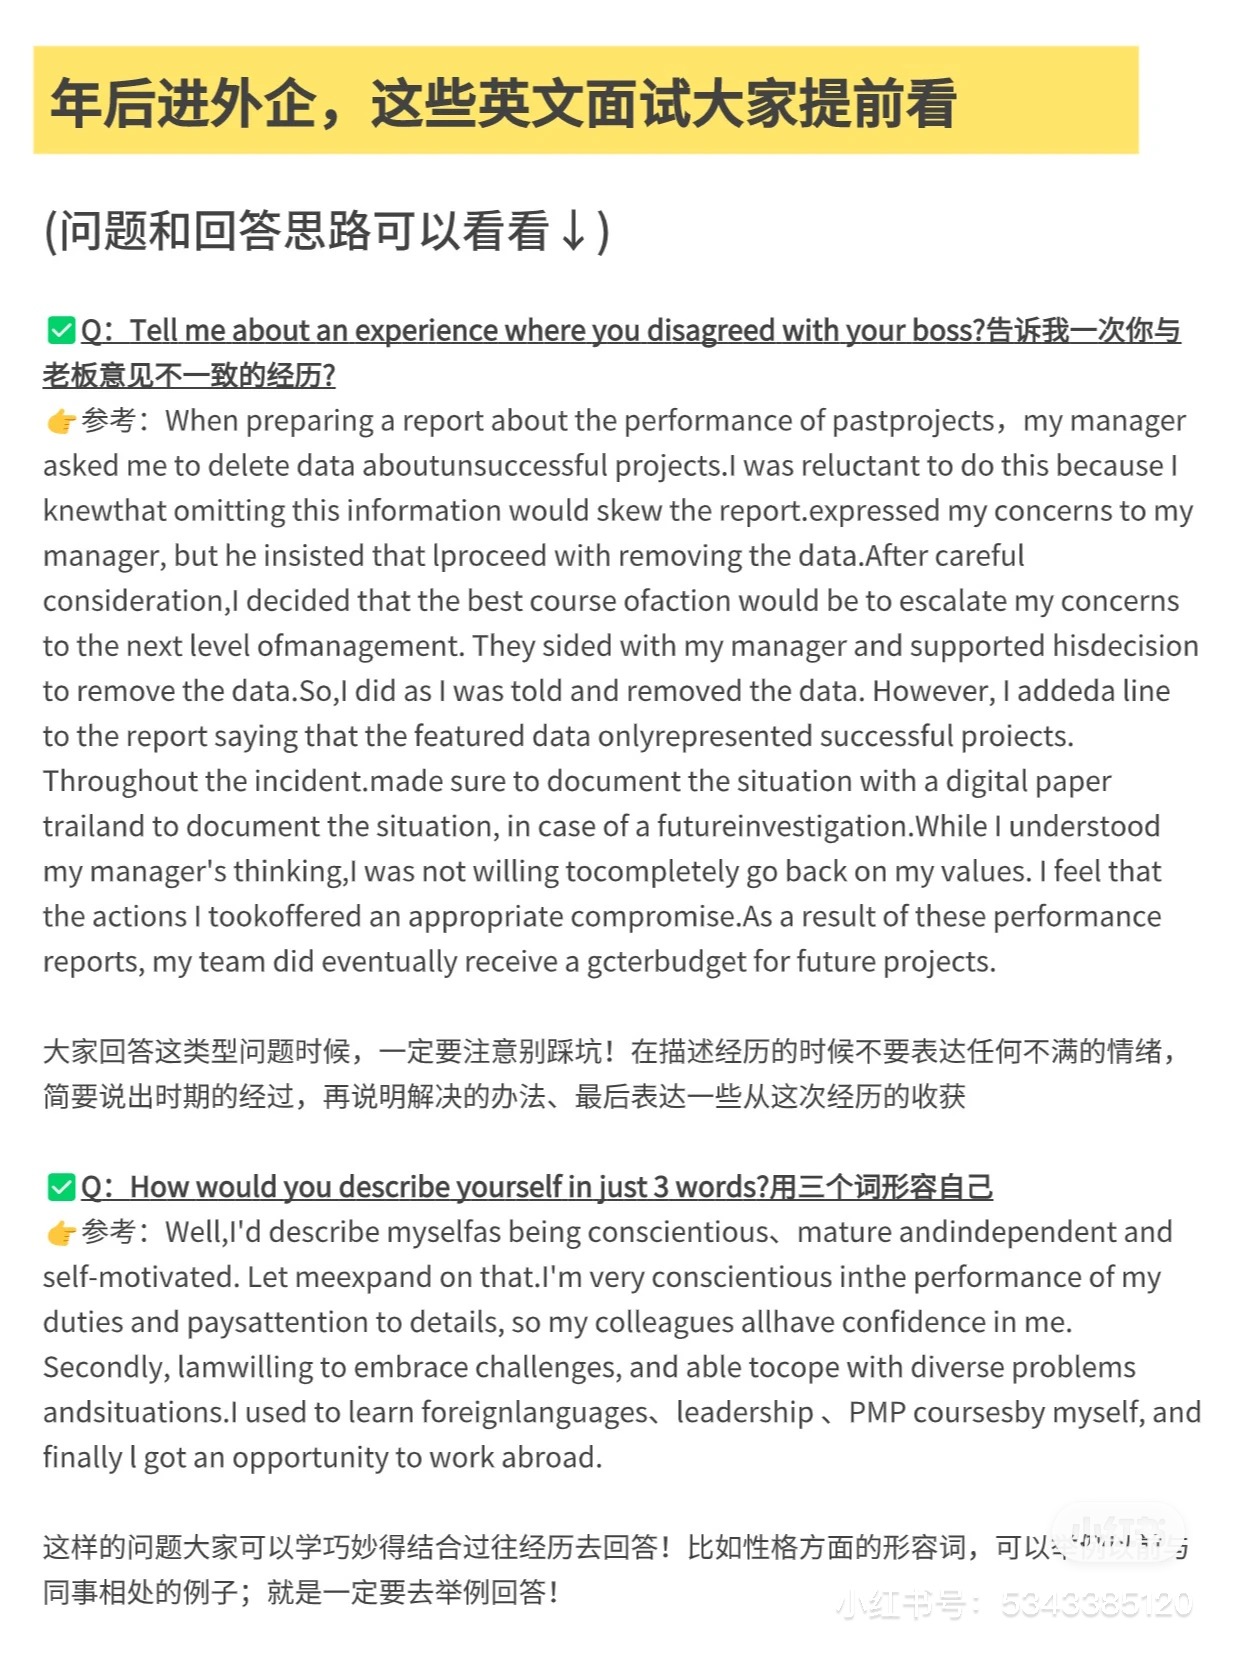 年后进外企，这些英文面试大家提前看
(问题和回答思路可以看看↓)
✅Q：Tell me about an experience where you disagreed with your boss?告诉我一次你与
老板意见不一致的经历?
👉参考：When preparing a report about the performance of pastprojects，my manager
asked me to delete data aboutunsuccessful projects.I was reluctant to do this because I
knewthat omitting this information would skew the report.expressed my concerns to my
manager, but he insisted that lproceed with removing the data.After careful
consideration,I decided that the best course ofaction would be to escalate my concerns
to the next level ofmanagement. They sided with my manager and supported hisdecision
to remove the data.So,I did as I was told and removed the data. However, I addeda line
to the report saying that the featured data onlyrepresented successful proiects.
Throughout the incident.made sure to document the situation with a digital paper
trailand to document the situation, in case of a futureinvestigation.While I understood
my manager's thinking,I was not willing tocompletely go back on my values. I feel that
the actions I tookoffered an appropriate compromise.As a result of these performance
reports, my team did eventually receive a gcterbudget for future projects.
大家回答这类型问题时候，一定要注意别踩坑！在描述经历的时候不要表达任何不满的情绪，
简要说出时期的经过，再说明解决的办法、最后表达一些从这次经历的收获
✅Q：How would you describe yourself in just 3 words?用三个词形容自己
👉参考：Well,I'd describe myselfas being conscientious、mature andindependent and
self-motivated. Let meexpand on that.I'm very conscientious inthe performance of my
duties and paysattention to details, so my colleagues allhave confidence in me.
Secondly, lamwilling to embrace challenges, and able tocope with diverse problems
andsituations.I used to learn foreignlanguages、leadership 、PMP coursesby myself, and
finally l got an opportunity to work abroad.
这样的问题大家可以学巧妙得结合过往经历去回答！比如性格方面的形容词，可以举例以前与
同事相处的例子；就是一定要去举例回答！
小红书
小红书号：5343385120